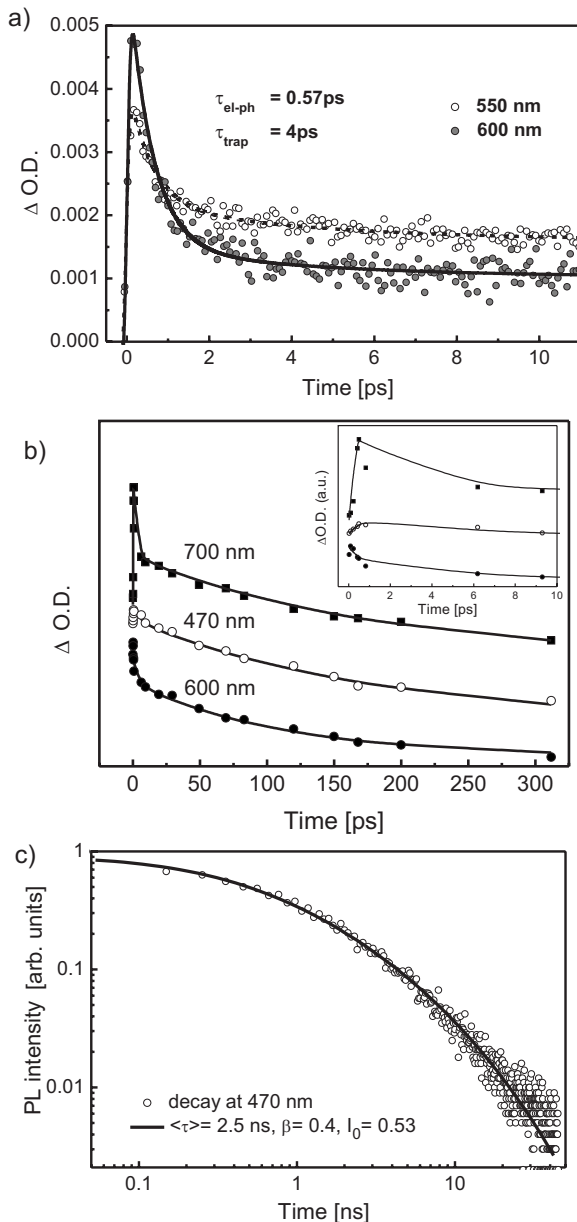 a)
0.005
0.004
0.003
0.002
0.001
0.000
Δ O.D.
τel-ph = 0.57ps
τtrap = 4ps
550 nm
600 nm
0 2 4 6 8 10
Time [ps]
b)
Δ O.D.
700 nm
470 nm
600 nm
ΔO.D. (a.u.)
0 2 4 6 8 10
Time [ps]
0 50 100 150 200 250 300
Time [ps]
c)
1
0.1
0.01
PL intensity [arb. units]
decay at 470 nm
<τ>= 2.5 ns, β= 0.4, I0= 0.53
0.1 1 10
Time [ns]